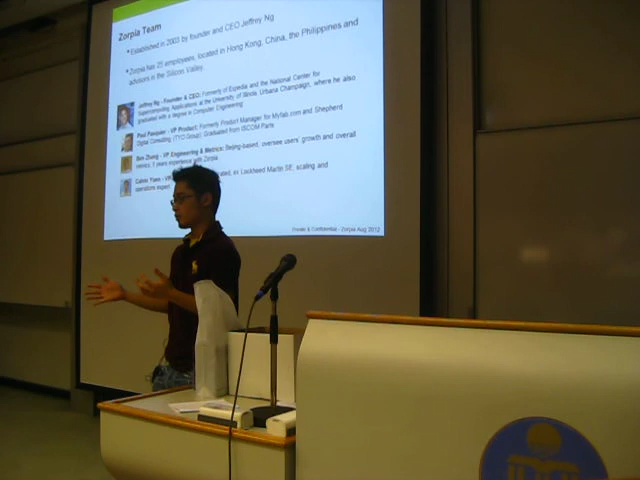 Zorpia Team
Established in 2003 by founder and CEO Jeffrey Ng
Zorpia has 25 employees, located in Hong Kong, China, the Philippines and
advisors in the Silicon Valley.
Jeffrey Ng - Founder & CEO: Formerly of Expedia and the National Center for
Supercomputing Applications at the University of Illinois Urbana Champaign, where he also
graduated with a degree in Computer Engineering
Paul Pasquier - VP Product: Formerly Product Manager for Myfab.com and Shepherd
Digital Consulting (TYCI Group). Graduated from ISCOM Paris
Ben Zhang - VP Engineering & Metrics: Beijing-based, oversee users' growth and overall
metrics; 7 years experience with Zorpia
Calvin Yuen - VP ex Lockheed Martin SE; scaling and
operations expert
Private & Confidential - Zorpia Aug 2012